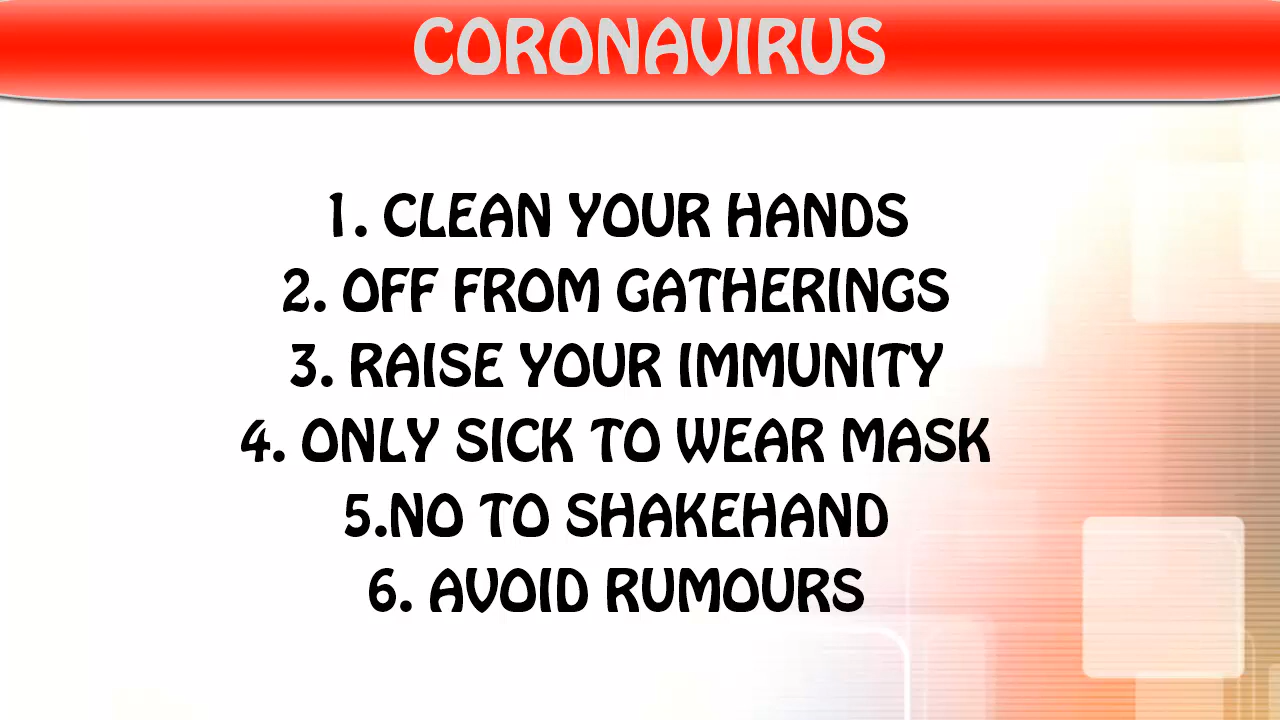 CORONAVIRUS
1. CLEAN YOUR HANDS
2. OFF FROM GATHERINGS
3. RAISE YOUR IMMUNITY
4. ONLY SICK TO WEAR MASK
5.NO TO SHAKEHAND
6. AVOID RUMOURS